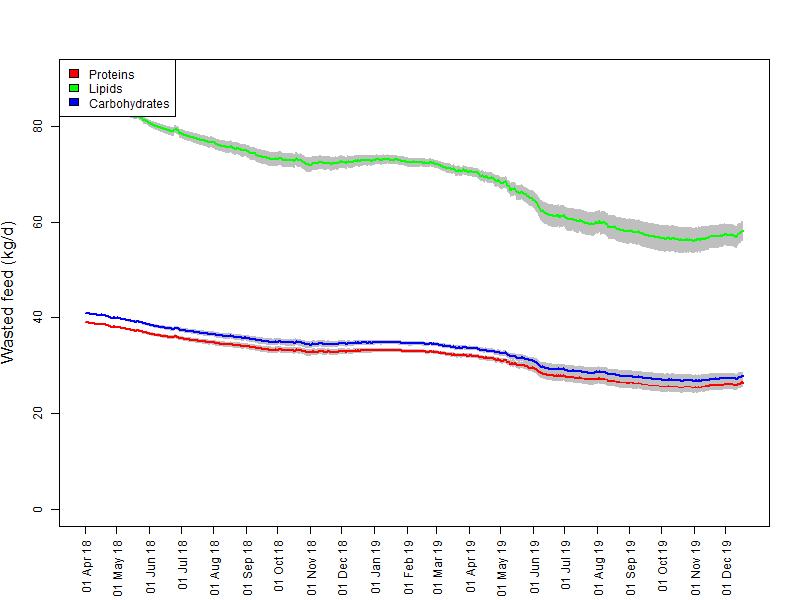 Proteins
Lipids
Carbohydrates
Wasted feed (kg/d)
80
60
40
20
0
01 Apr 18
01 May 18
01 Jun 18
01 Jul 18
01 Aug 18
01 Sep 18
01 Oct 18
01 Nov 18
01 Dec 18
01 Jan 19
01 Feb 19
01 Mar 19
01 Apr 19
01 May 19
01 Jun 19
01 Jul 19
01 Aug 19
01 Sep 19
01 Oct 19
01 Nov 19
01 Dec 19